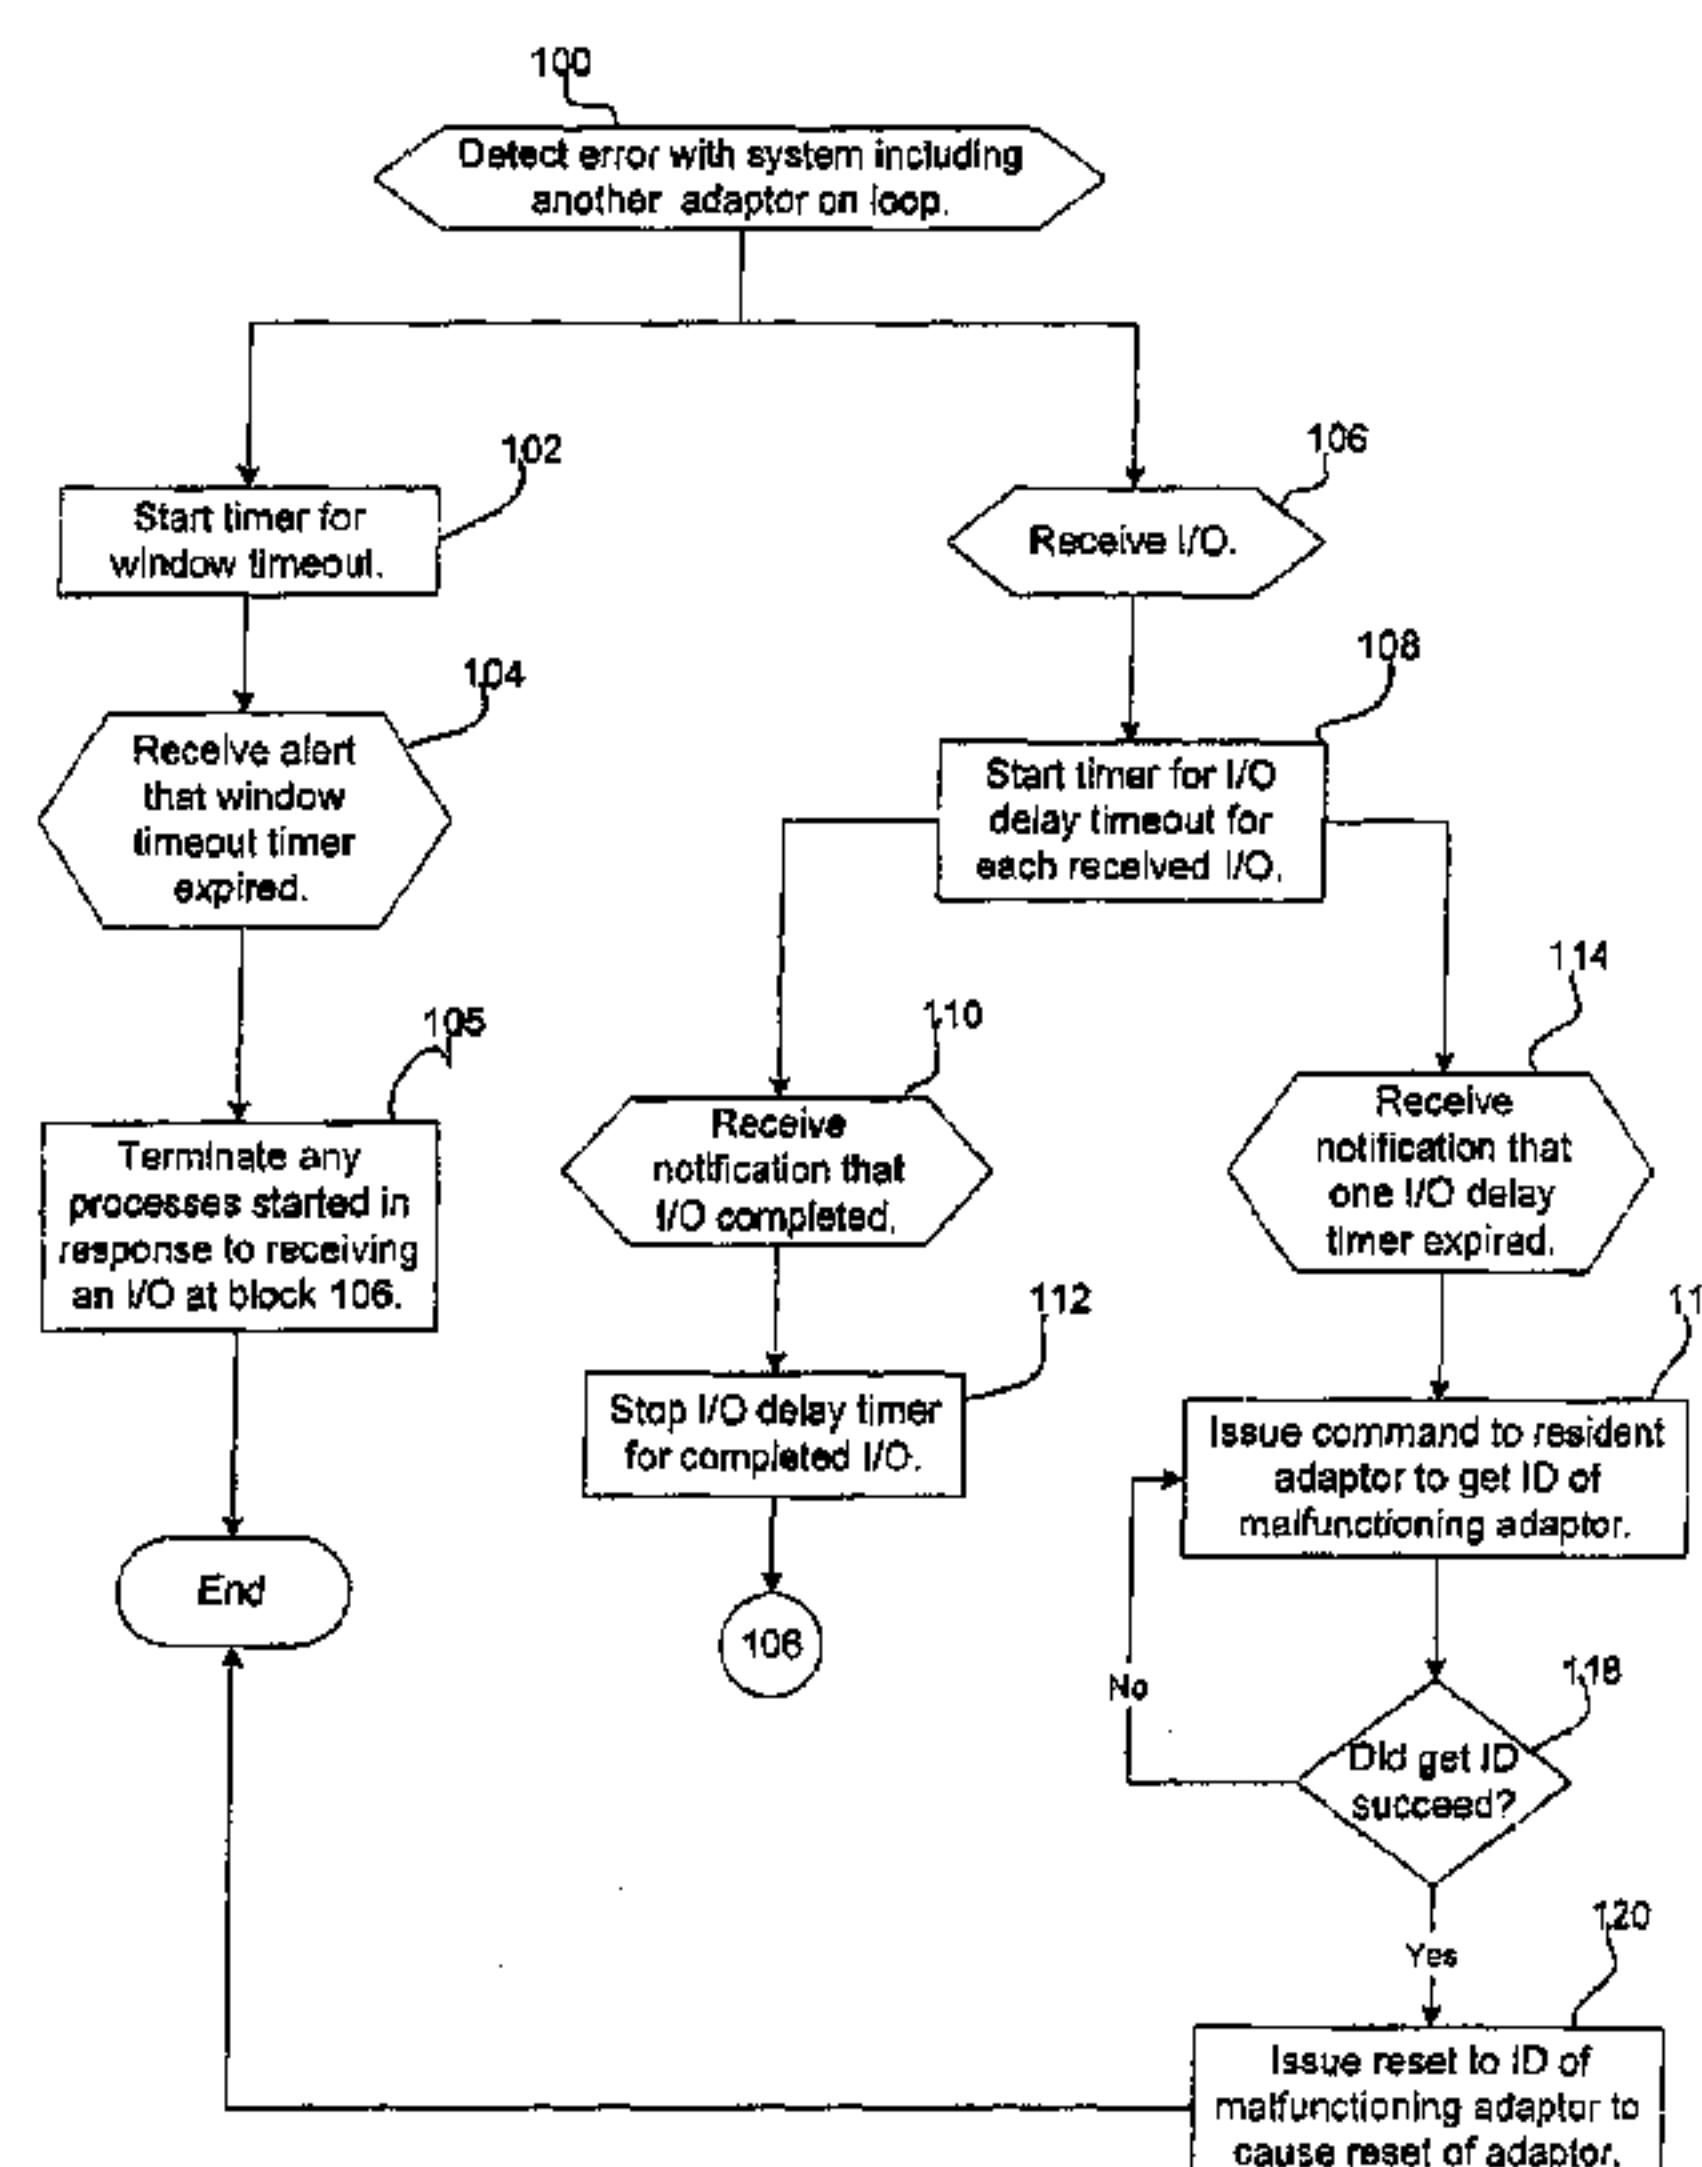 100
Detect error with system including
another adaptor on loop.
102
Start timer for
window timeout.
106
Receive I/O.
104
Receive alert
that window
timeout timer
expired.
108
Start timer for I/O
delay timeout for
each received I/O.
105
Terminate any
processes started in
response to receiving
an I/O at block 106.
110
Receive
notification that
I/O completed.
114
Receive
notification that
one I/O delay
timer expired.
112
Stop I/O delay timer
for completed I/O.
11
Issue command to resident
adaptor to get ID of
malfunctioning adaptor.
End
106
No
118
Did get ID
succeed?
Yes
120
Issue reset to ID of
malfunctioning adaptor to
cause reset of adaptor.